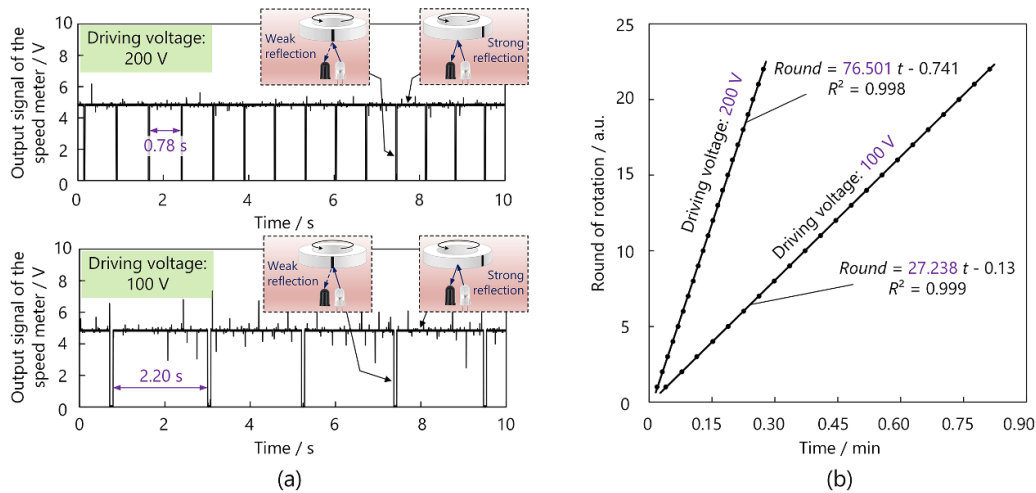 Output signal of the
speed meter / V
10
8
6
4
2
0
Driving voltage:
200 V
Weak
reflection
Strong
reflection
0.78 s
0 2 4 6 8 10
Time / s
Output signal of the
speed meter / V
10
8
6
4
2
0
Driving voltage:
100 V
Weak
reflection
Strong
reflection
2.20 s
0 2 4 6 8 10
Time / s
(a)
Round of rotation / a.u.
25
20
15
10
5
0
Driving voltage: 200 V
Round = 76.501 t - 0.741
R² = 0.998
Driving voltage: 100 V
Round = 27.238 t - 0.13
R² = 0.999
0 0.15 0.30 0.45 0.60 0.75 0.90
Time / min
(b)